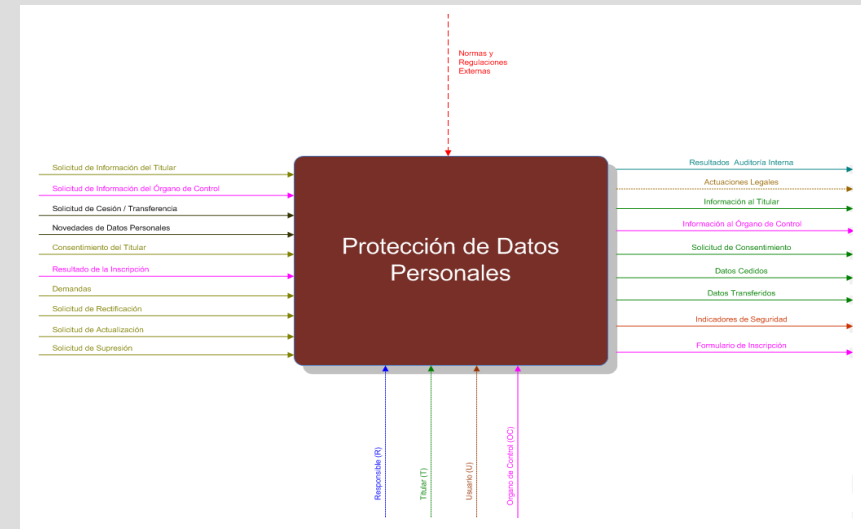 Normas y
Regulaciones
Externas
Solicitud de Información del Titular
Solicitud de Información del Órgano de Control
Solicitud de Cesión / Transferencia
Novedades de Datos Personales
Consentimiento del Titular
Resultado de la Inscripción
Demandas
Solicitud de Rectificación
Solicitud de Actualización
Solicitud de Supresión
Protección de Datos
Personales
Resultados Auditoría Interna
Actuaciones Legales
Información al Titular
Información al Órgano de Control
Solicitud de Consentimiento
Datos Cedidos
Datos Transferidos
Indicadores de Seguridad
Formulario de Inscripción
Responsible (R)
Titular (T)
Usuario (U)
Organo de Control (OC)